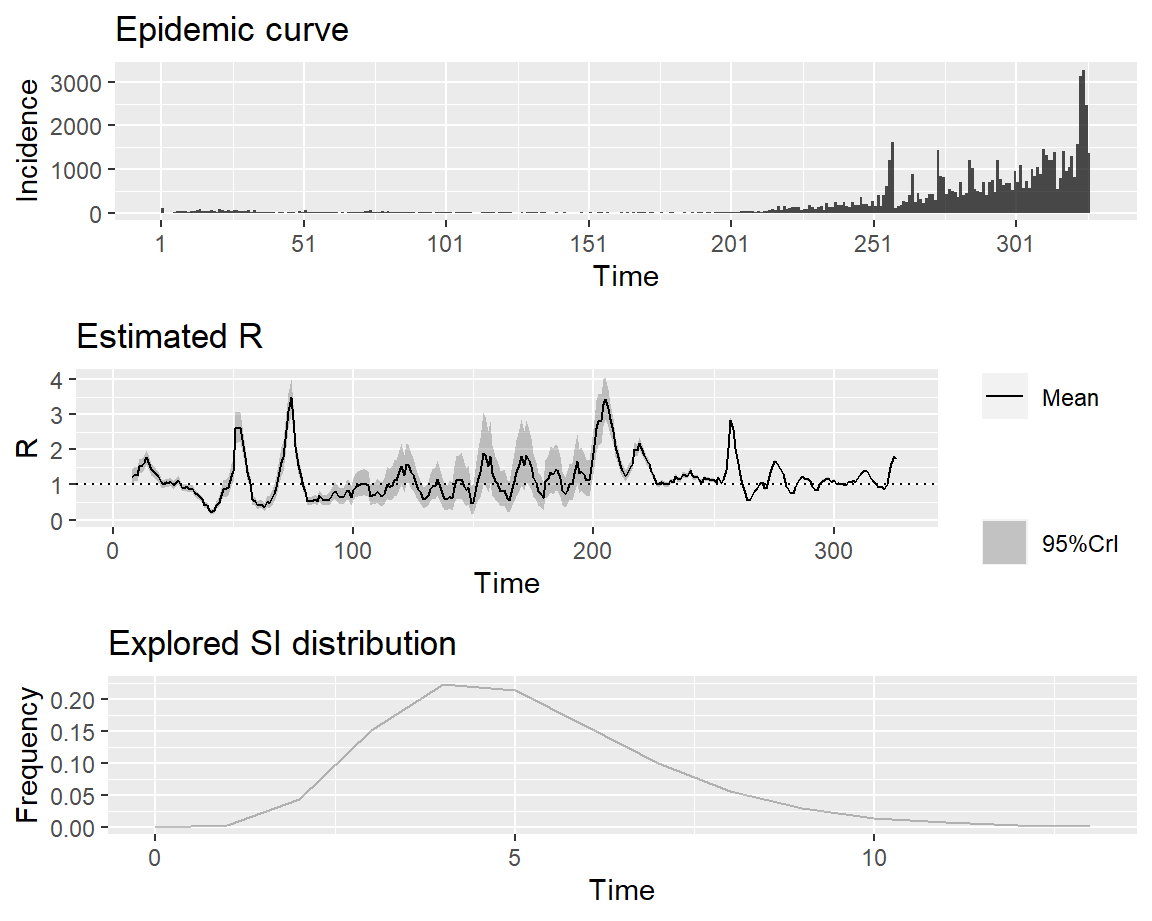 Epidemic curve
Incidence
3000
2000
1000
0
1 51 101 151 201 251 301
Time
Estimated R
R
4
3
2
1
0
0 100 200 300
Time
Mean
95%CrI
Explored SI distribution
Frequency
0.20
0.15
0.10
0.05
0.00
0 5 10
Time